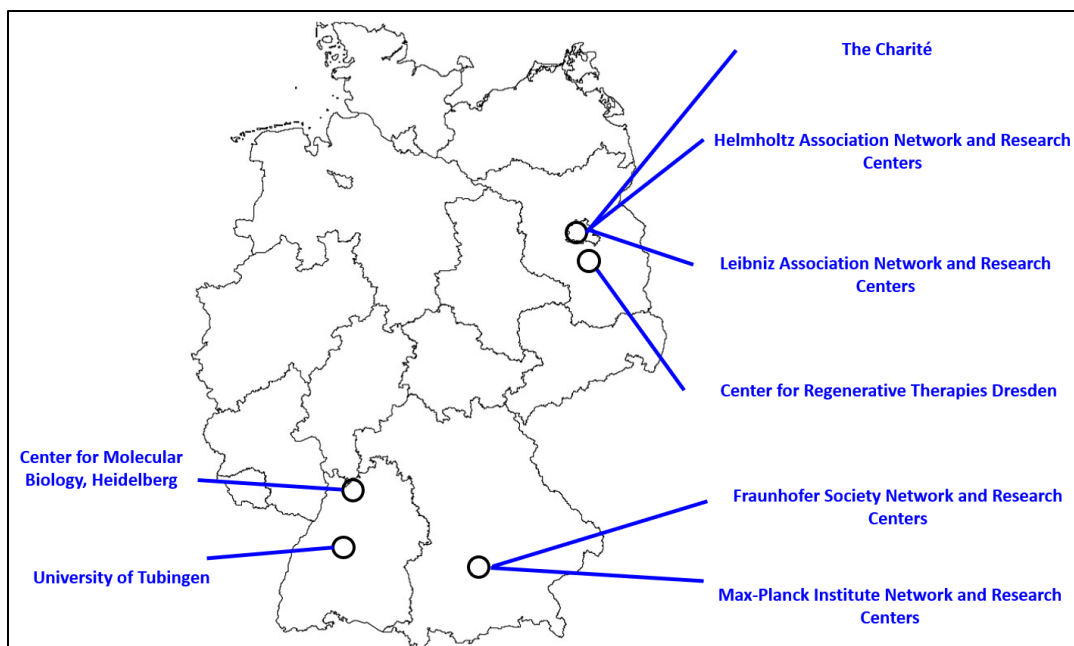 The Charité
Helmholtz Association Network and Research
Centers
Leibniz Association Network and Research
Centers
Center for Regenerative Therapies Dresden
Center for Molecular
Biology, Heidelberg
Fraunhofer Society Network and Research
Centers
University of Tubingen
Max-Planck Institute Network and Research
Centers